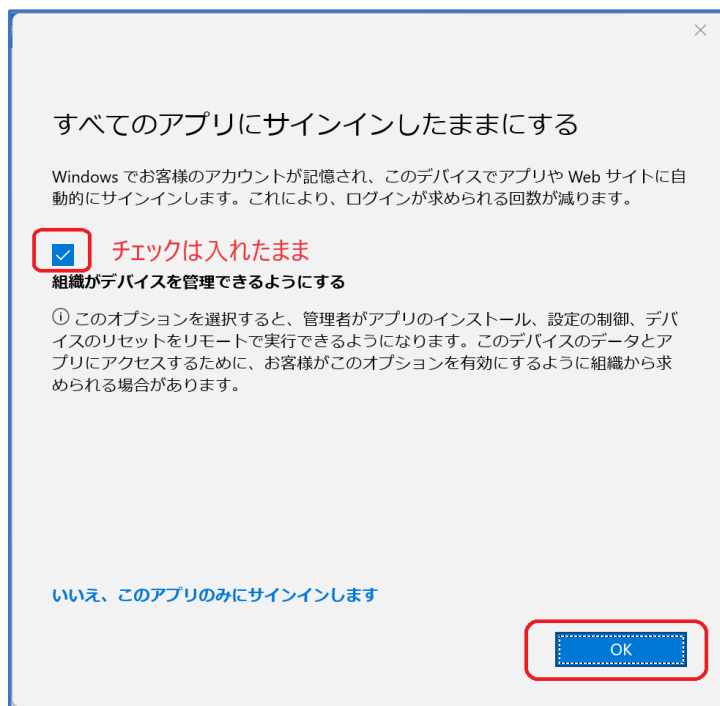 すべてのアプリにサインインしたままにする
Windows でお客様のアカウントが記憶され、このデバイスでアプリや Web サイトに自
動的にサインインします。これにより、ログインが求められる回数が減ります。
チェックは入れたまま
組織がデバイスを管理できるようにする
このオプションを選択すると、管理者がアプリのインストール、設定の制御、デバ
イスのリセットをリモートで実行できるようになります。このデバイスのデータとア
プリにアクセスするために、お客様がこのオプションを有効にするように組織から求
められる場合があります。
いいえ、このアプリのみにサインインします
OK